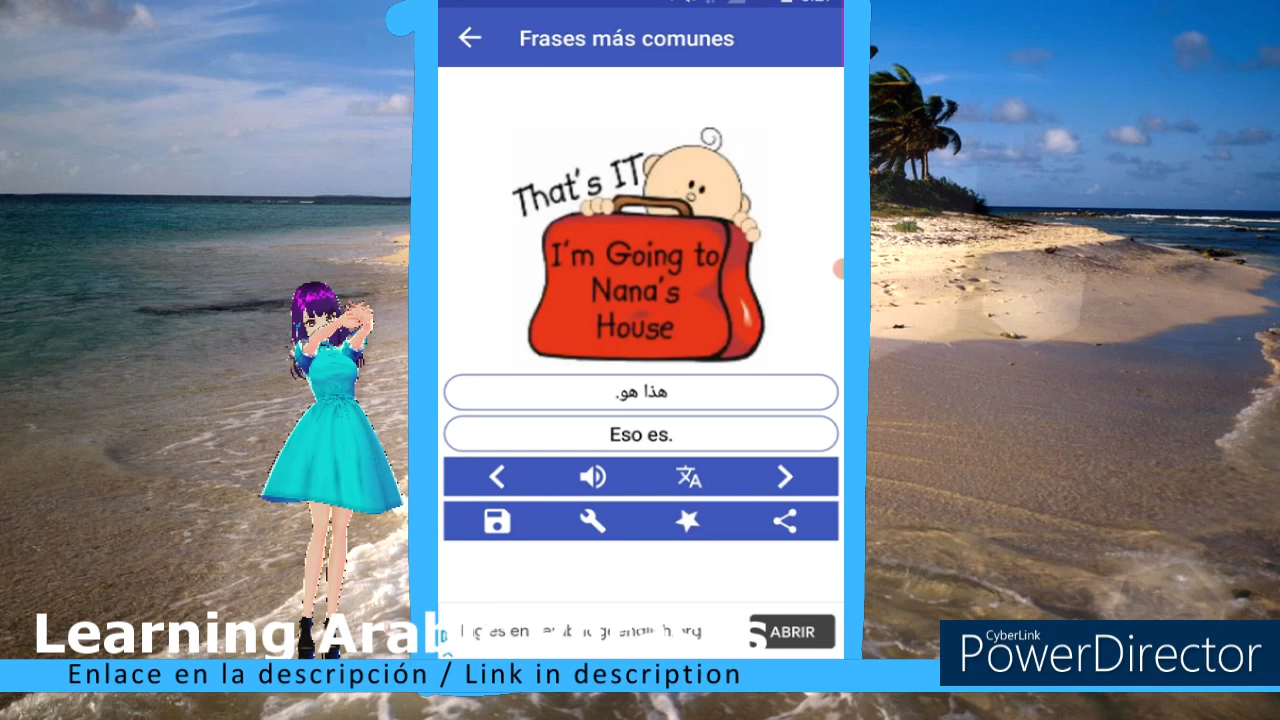 Frases más comunes
That's IT
I'm Going to
Nana's
House
هذا هو.
Eso es.
en
ABRIR
Learning Arab
Enlace en la descripción / Link in description
CyberLink
PowerDirector